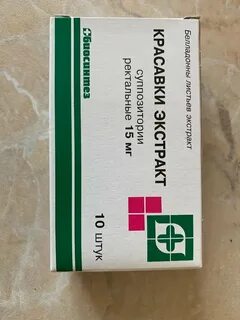 Белладонны листьев экстракт
КРАСАВКИ ЭКСТРАКТ
суппозитории
ректальные 15 мг
Биосинтез
10 штук